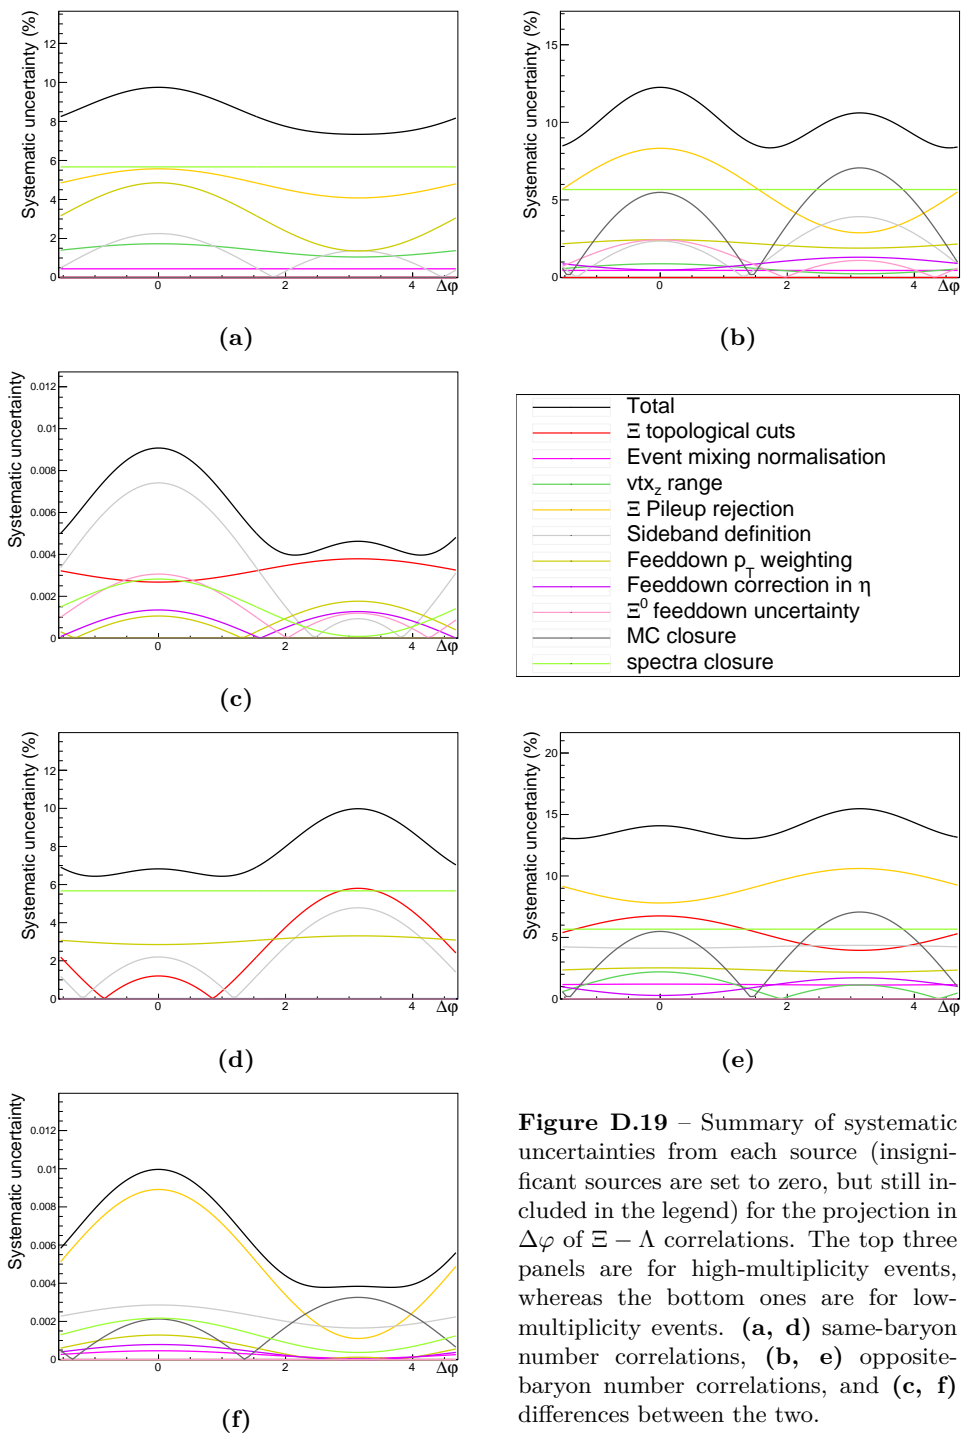 Systematic uncertainty (%)
12
10
8
6
4
2
0
0
2
4
Δφ
(a)
Systematic uncertainty (%)
15
10
5
0
0
2
4
Δφ
(b)
Systematic uncertainty
0.012
0.01
0.008
0.006
0.004
0.002
0
0
2
4
Δφ
(c)
Total
Ξ topological cuts
Event mixing normalisation
vtx_z range
Ξ Pileup rejection
Sideband definition
Feeddown p_T weighting
Feeddown correction in η
Ξ⁰ feeddown uncertainty
MC closure
spectra closure
Systematic uncertainty (%)
12
10
8
6
4
2
0
0
2
4
Δφ
(d)
Systematic uncertainty (%)
20
15
10
5
0
0
2
4
Δφ
(e)
Systematic uncertainty
0.012
0.01
0.008
0.006
0.004
0.002
0
0
2
4
Δφ
(f)
Figure D.19 – Summary of systematic
uncertainties from each source (insigni-
ficant sources are set to zero, but still in-
cluded in the legend) for the projection in
Δφ of Ξ − Λ correlations. The top three
panels are for high-multiplicity events,
whereas the bottom ones are for low-
multiplicity events. (a, d) same-baryon
number correlations, (b, e) opposite-
baryon number correlations, and (c, f)
differences between the two.